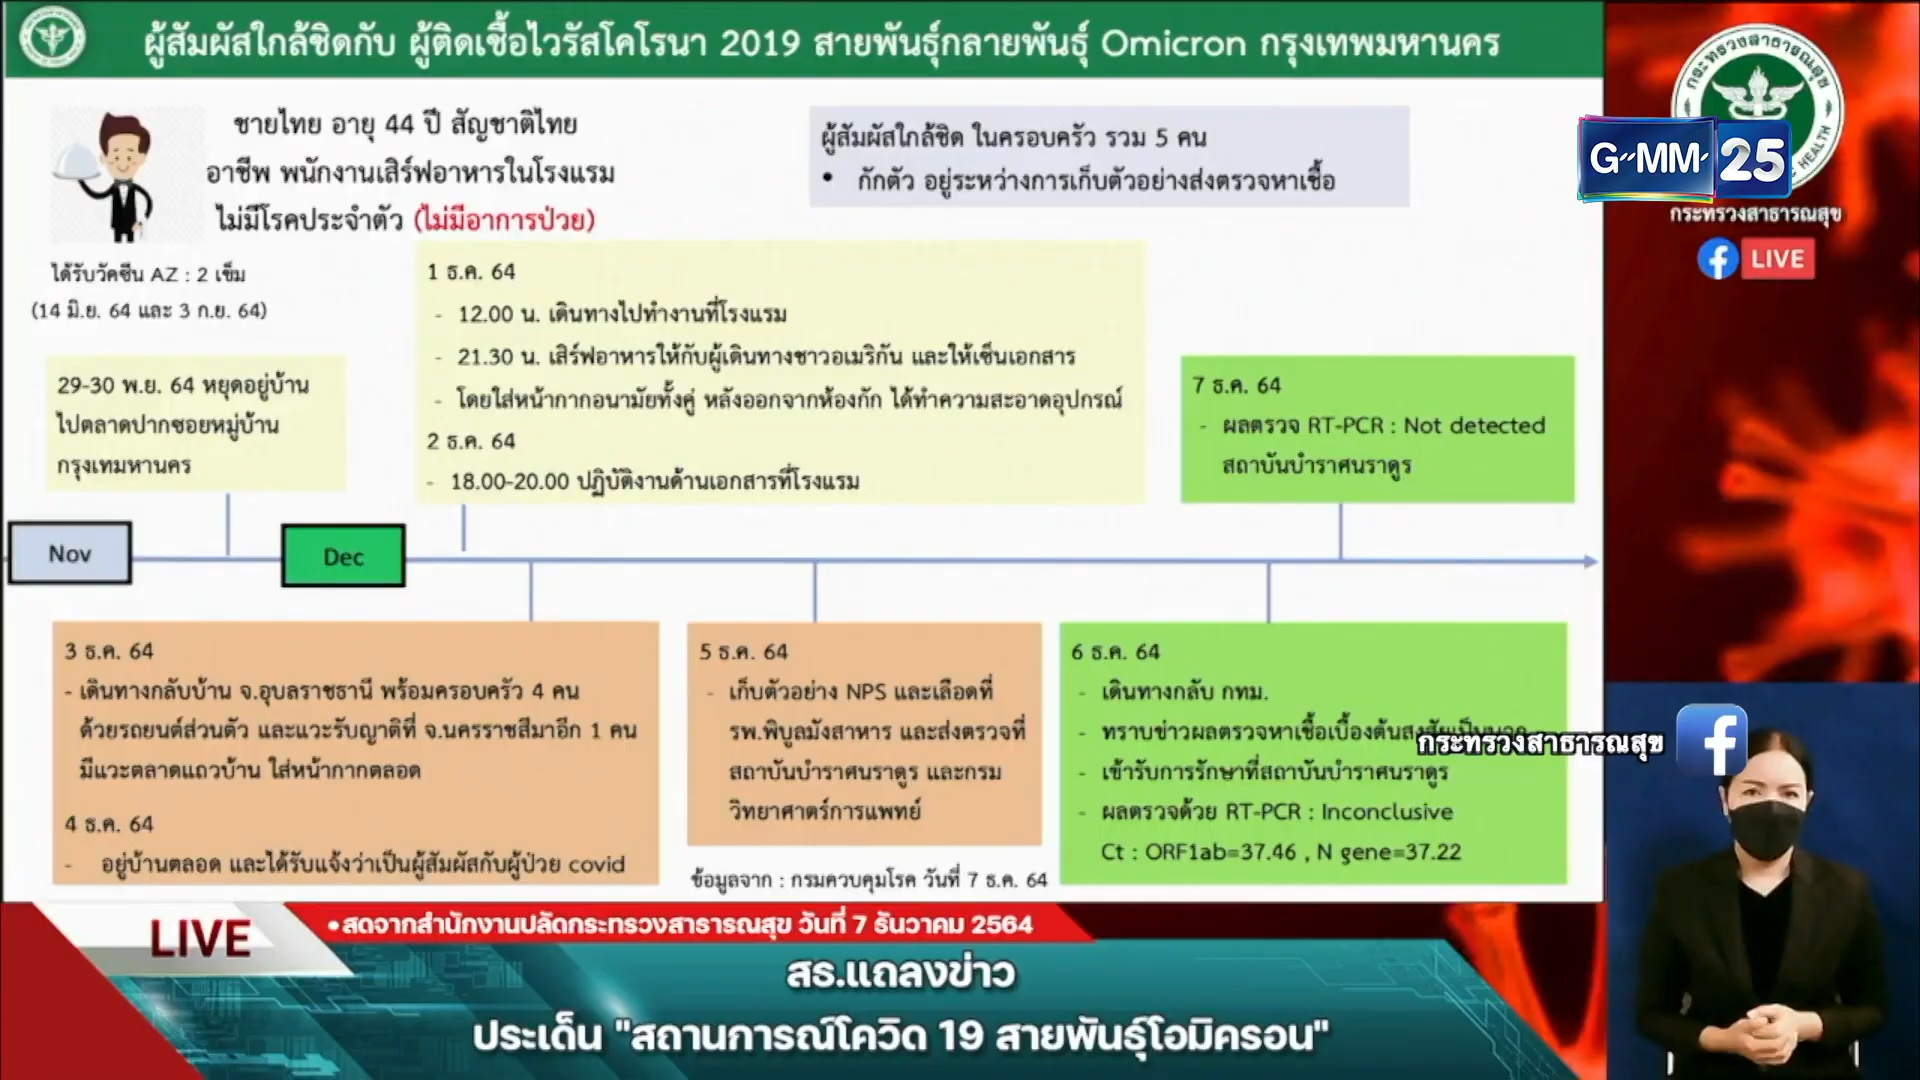 ผู้สัมผัสใกล้ชิดกับ ผู้ติดเชื้อไวรัสโคโรนา 2019 สายพันธุ์กลายพันธุ์ Omicron กรุงเทพมหานคร
ชายไทย อายุ 44 ปี สัญชาติไทย
อาชีพ พนักงานเสิร์ฟอาหารในโรงแรม
ไม่มีโรคประจำตัว (ไม่มีอาการป่วย)
ผู้สัมผัสใกล้ชิด ในครอบครัว รวม 5 คน
• กักตัว อยู่ระหว่างการเก็บตัวอย่างส่งตรวจหาเชื้อ
ได้รับวัคซีน AZ : 2 เข็ม
(14 มิ.ย. 64 และ 3 ก.ย. 64)
29-30 พ.ย. 64 หยุดอยู่บ้าน
ไปตลาดปากซอยหมู่บ้าน
กรุงเทมหานคร
1 ธ.ค. 64
- 12.00 น. เดินทางไปทำงานที่โรงแรม
- 21.30 น. เสิร์ฟอาหารให้กับผู้เดินทางชาวอเมริกัน และให้เซ็นเอกสาร
- โดยใส่หน้ากากอนามัยทั้งคู่ หลังออกจากห้องกัก ได้ทำความสะอาดอุปกรณ์
2 ธ.ค. 64
- 18.00-20.00 ปฏิบัติงานด้านเอกสารที่โรงแรม
7 ธ.ค. 64
- ผลตรวจ RT-PCR : Not detected
สถาบันบำราศนราดูร
Nov
Dec
3 ธ.ค. 64
- เดินทางกลับบ้าน จ.อุบลราชธานี พร้อมครอบครัว 4 คน
ด้วยรถยนต์ส่วนตัว และแวะรับญาติที่ จ.นครราชสีมาอีก 1 คน
มีแวะตลาดแถวบ้าน ใส่หน้ากากตลอด
4 ธ.ค. 64
- อยู่บ้านตลอด และได้รับแจ้งว่าเป็นผู้สัมผัสกับผู้ป่วย covid
5 ธ.ค. 64
- เก็บตัวอย่าง NPS และเลือดที่
รพ.พิบูลมังสาหาร และส่งตรวจที่
สถาบันบำราศนราดูร และกรม
วิทยาศาตร์การแพทย์
6 ธ.ค. 64
- เดินทางกลับ กทม.
- ทราบข่าวผลตรวจหาเชื้อเบื้องต้นสงสัยเป็นบวก
- เข้ารับการรักษาที่สถาบันบำราศนราดูร
- ผลตรวจด้วย RT-PCR : Inconclusive
Ct : ORF1ab=37.46 , N gene=37.22
ข้อมูลจาก : กรมควบคุมโรค วันที่ 7 ธ.ค. 64
กระทรวงสาธารณสุข
HEALTH
G-MM- 25
กระทรวงสาธารณสุข
f LIVE
กระทรวงสาธารณสุข f
LIVE
• สดจากสำนักงานปลัดกระทรวงสาธารณสุข วันที่ 7 ธันวาคม 2564
สธ.แถลงข่าว
ประเด็น "สถานการณ์โควิด 19 สายพันธุ์โอมิครอน"